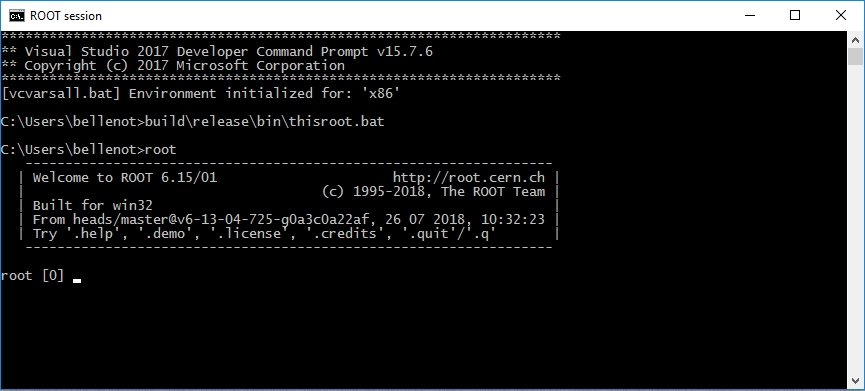 ROOT session
**********************************************************************
** Visual Studio 2017 Developer Command Prompt v15.7.6
** Copyright (c) 2017 Microsoft Corporation
**********************************************************************
[vcvarsall.bat] Environment initialized for: 'x86'
C:\Users\bellenot>build\release\bin\thisroot.bat
C:\Users\bellenot>root
   ------------------------------------------------------------------
  | Welcome to ROOT 6.15/01                      http://root.cern.ch |
  |                                     (c) 1995-2018, The ROOT Team |
  | Built for win32                                                  |
  | From heads/master@v6-13-04-725-g0a3c0a22af, 26 07 2018, 10:32:23 |
  | Try '.help', '.demo', '.license', '.credits', '.quit'/'.q'       |
   ------------------------------------------------------------------
root [0]